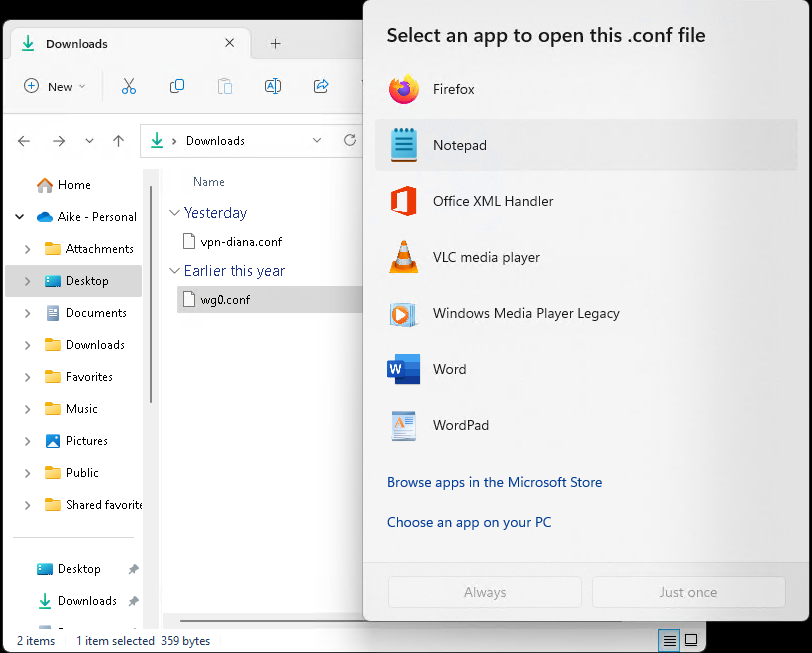 Downloads
New
Downloads
Home
Aike - Personal
Attachments
Desktop
Documents
Downloads
Favorites
Music
Pictures
Public
Shared favorite
Desktop
Downloads
Name
Yesterday
vpn-diana.conf
Earlier this year
wg0.conf
2 items
1 item selected 359 bytes
Select an app to open this .conf file
Firefox
Notepad
Office XML Handler
VLC media player
Windows Media Player Legacy
Word
WordPad
Browse apps in the Microsoft Store
Choose an app on your PC
Always
Just once